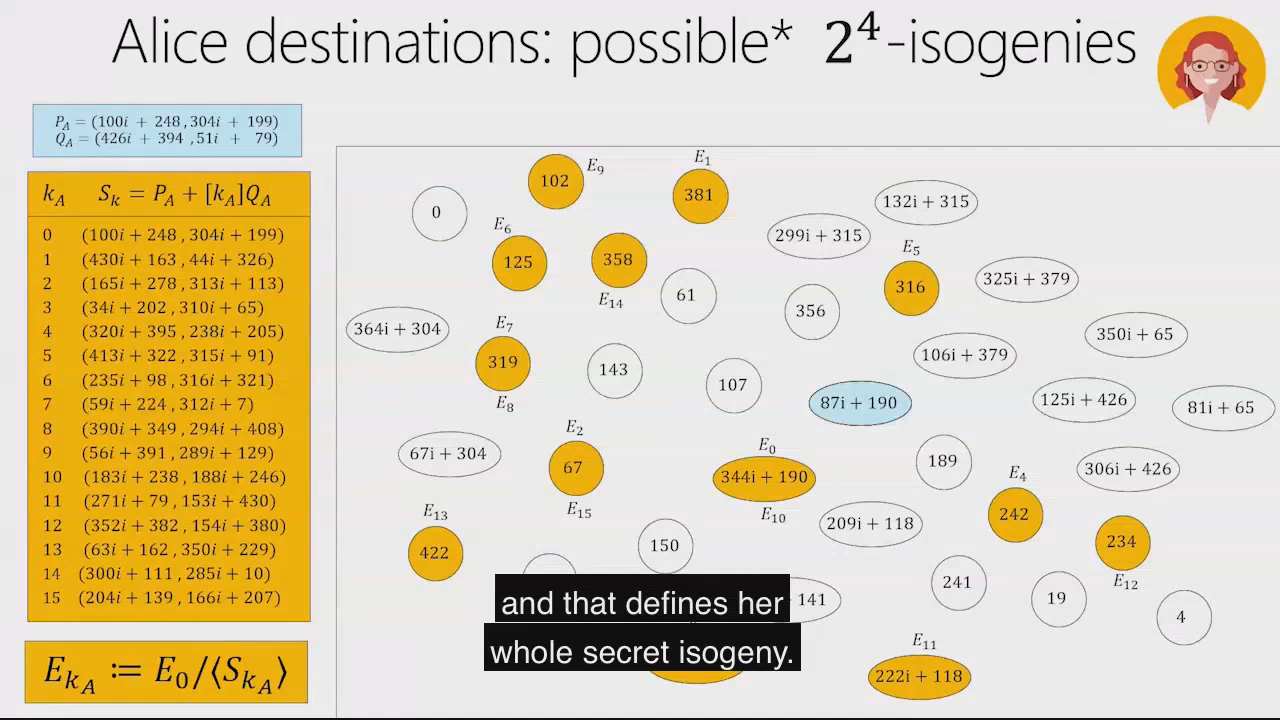 Alice destinations: possible* 2⁴-isogenies
P_A = (100i + 248 ,304i + 199)
Q_A = (426i + 394 ,51i + 79)
k_A S_k = P_A + [k_A]Q_A
0 (100i + 248 ,304i + 199)
1 (430i + 163 ,44i + 326)
2 (165i + 278 ,313i + 113)
3 (34i + 202 ,310i + 65)
4 (320i + 395 ,238i + 205)
5 (413i + 322 ,315i + 91)
6 (235i + 98 ,316i + 321)
7 (59i + 224 ,312i + 7)
8 (390i + 349 ,294i + 408)
9 (56i + 391 ,289i + 129)
10 (183i + 238 ,188i + 246)
11 (271i + 79 ,153i + 430)
12 (352i + 382 ,154i + 380)
13 (63i + 162 ,350i + 229)
14 (300i + 111 ,285i + 10)
15 (204i + 139 ,166i + 207)
E_{k_A} ≔ E_0/⟨S_{k_A}⟩
E_1
102 E_9
381
132i + 315
0
E_6
299i + 315
E_5
125
358
325i + 379
316
E_14
61
356
364i + 304
E_7
350i + 65
106i + 379
319
143
107
E_8
87i + 190
125i + 426
81i + 65
E_2
E_0
67i + 304
67
344i + 190
189
E_4
306i + 426
E_13
E_15
E_10
242
209i + 118
422
150
234
E_12
241
19
141
4
E_11
222i + 118
and that defines her
whole secret isogeny.